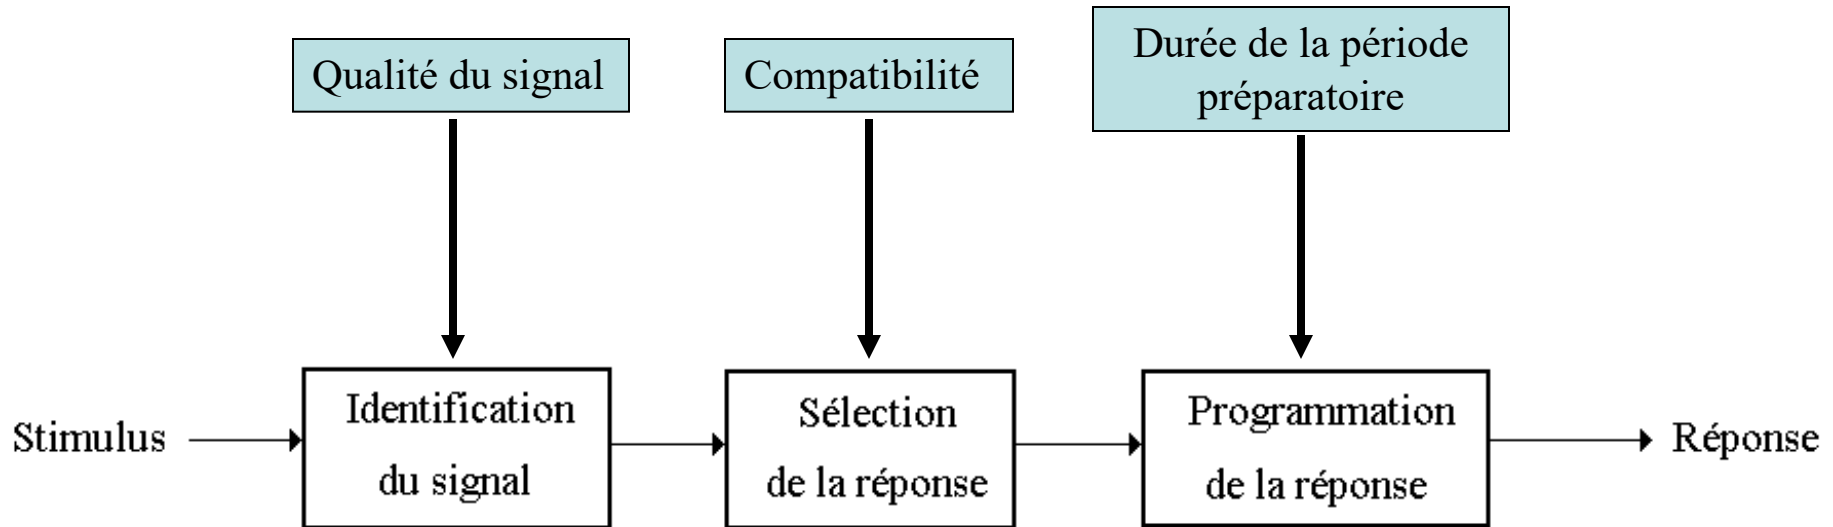 Qualité du signal
Compatibilité
Durée de la période
préparatoire
Stimulus
Identification
du signal
Sélection
de la réponse
Programmation
de la réponse
Réponse